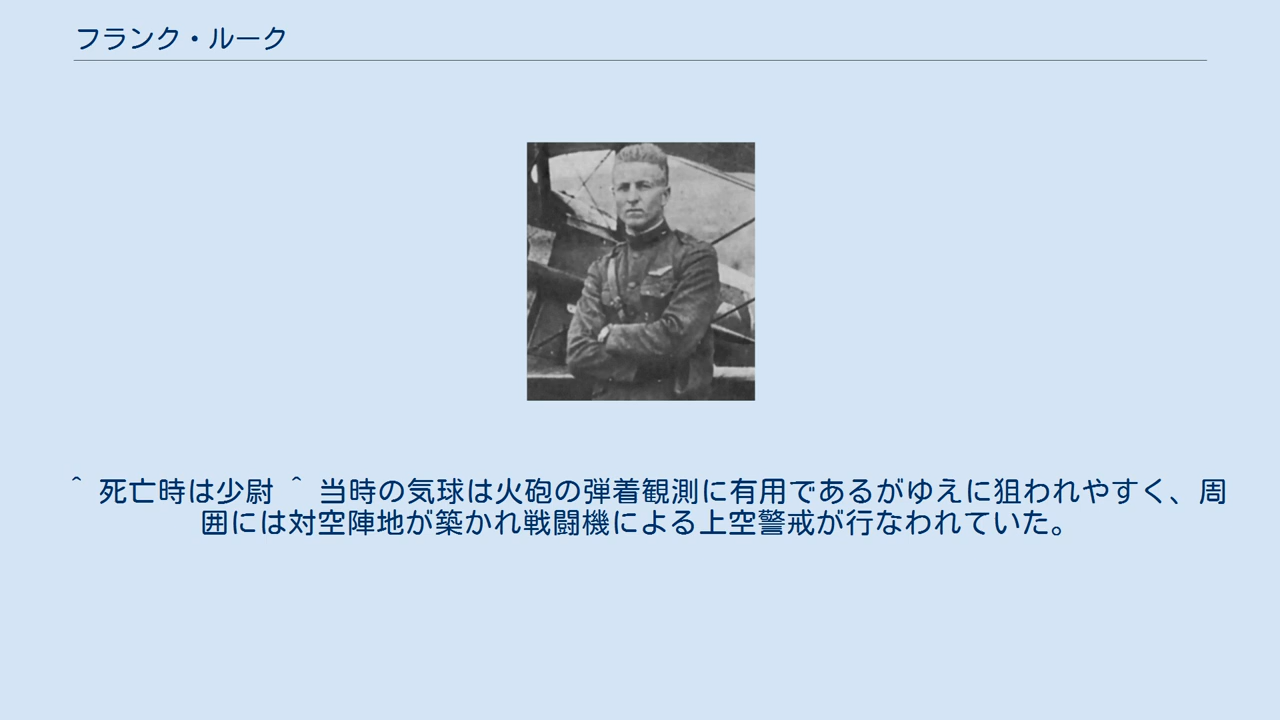 フランク・ルーク
＾ 死亡時は少尉 ＾ 当時の気球は火砲の弾着観測に有用であるがゆえに狙われやすく、周
囲には対空陣地が築かれ戦闘機による上空警戒が行なわれていた。